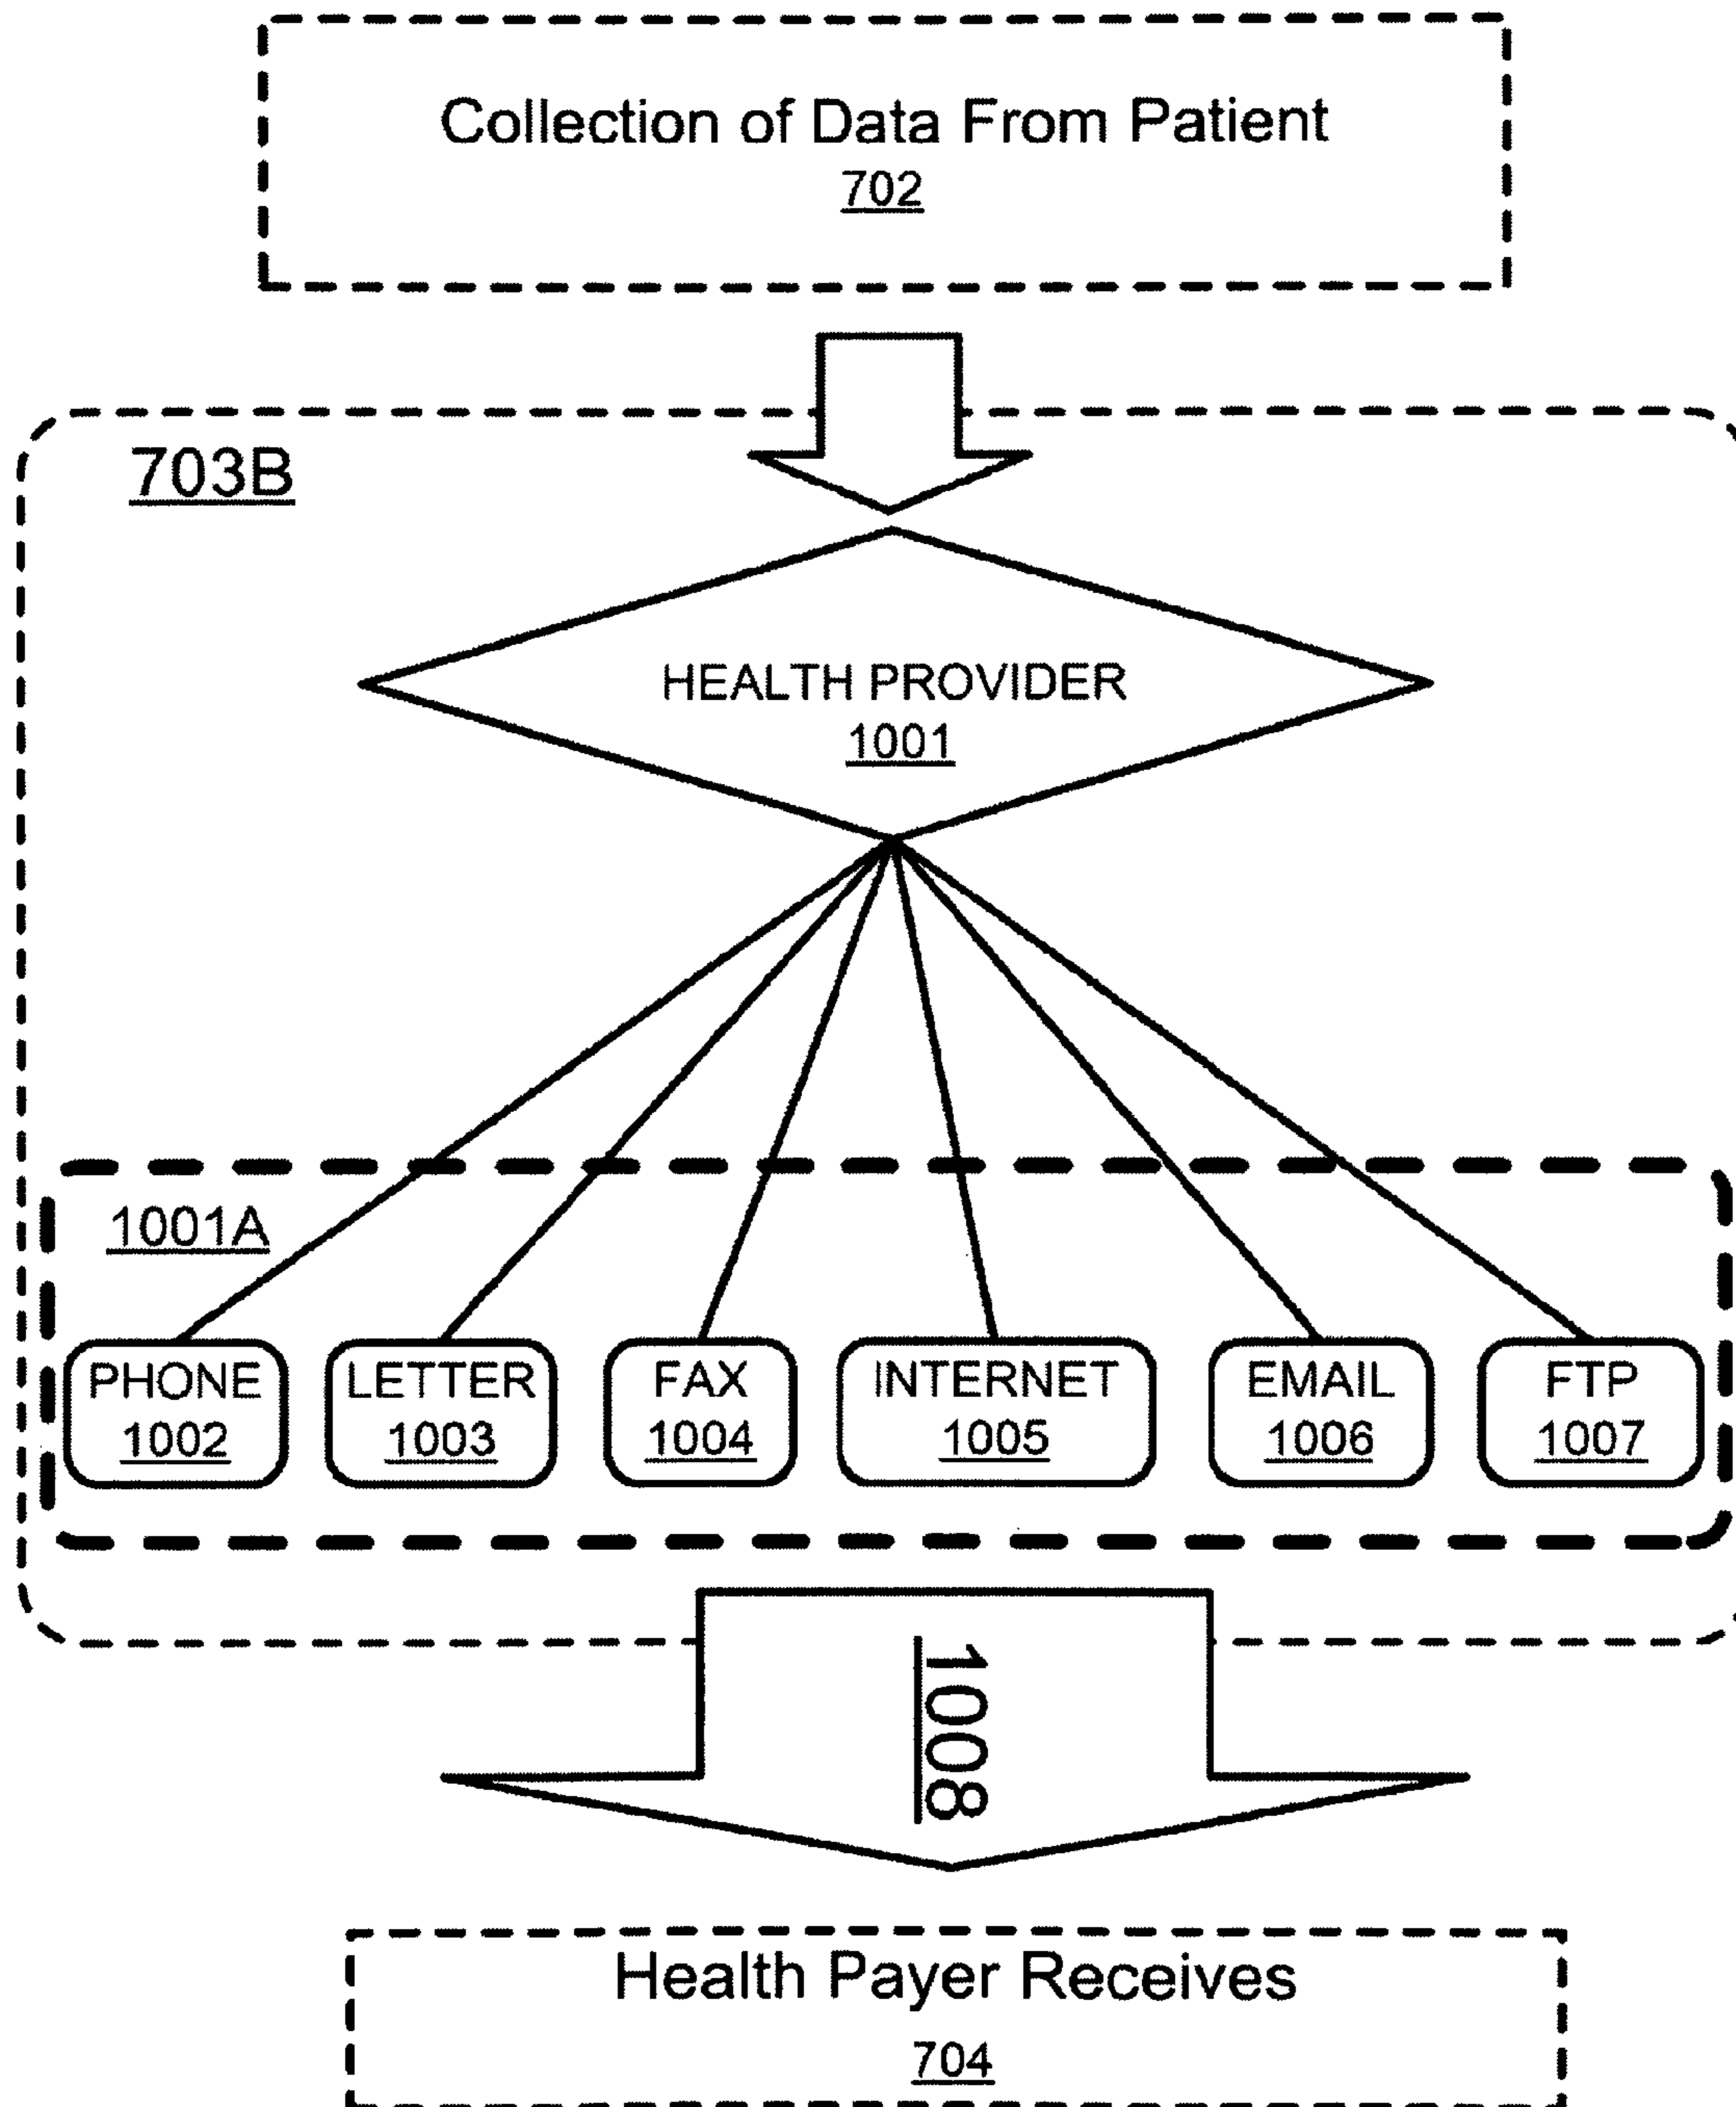 Collection of Data From Patient
702
703B
HEALTH PROVIDER
1001
1001A
PHONE
1002
LETTER
1003
FAX
1004
INTERNET
1005
EMAIL
1006
FTP
1007
1008
Health Payer Receives
704